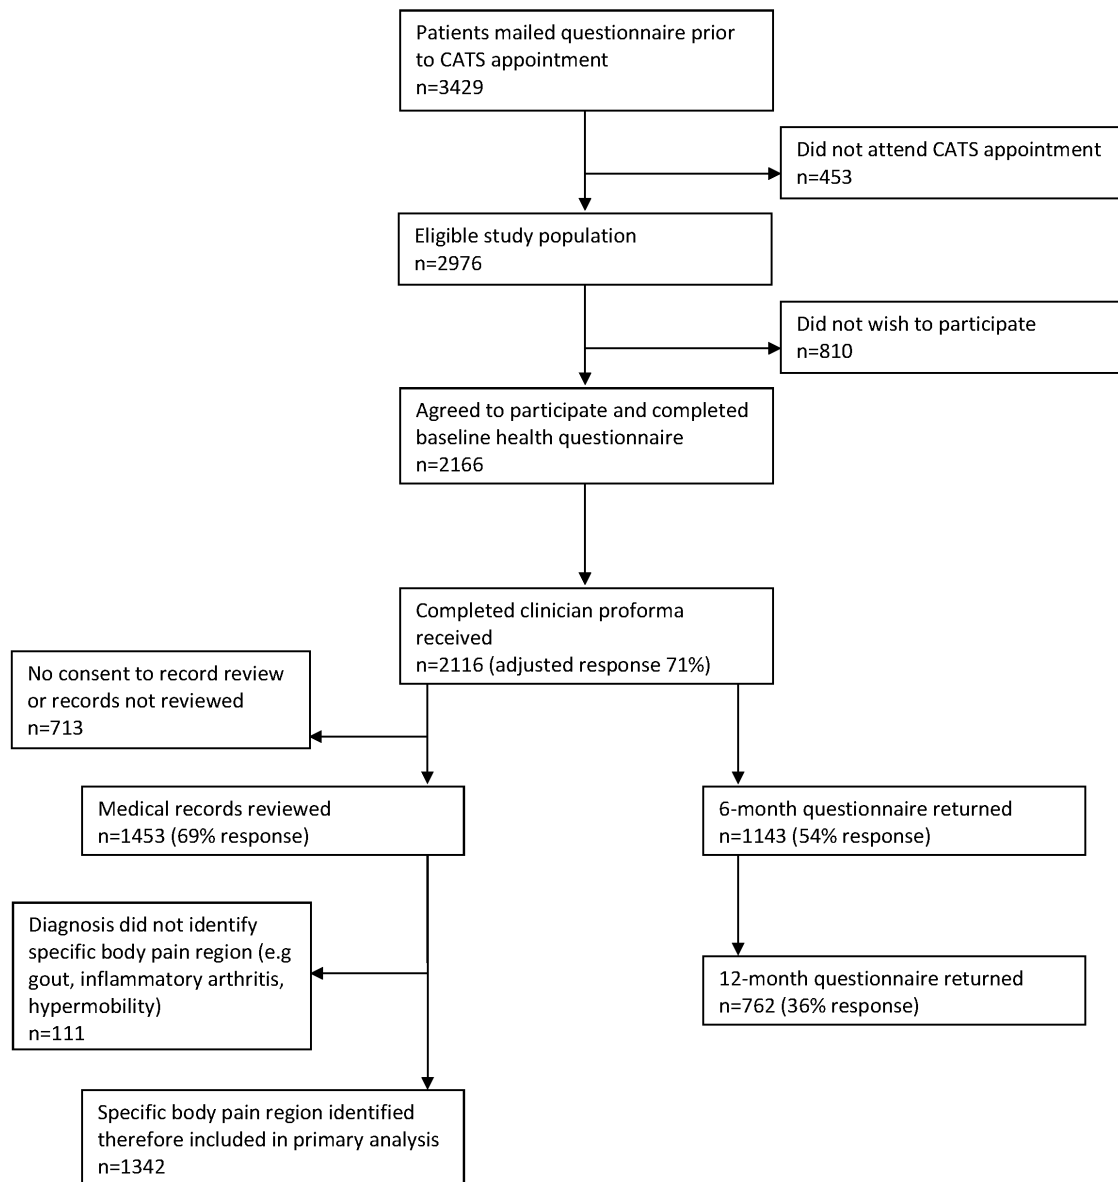 Patients mailed questionnaire prior
to CATS appointment
n=3429
Did not attend CATS appointment
n=453
Eligible study population
n=2976
Did not wish to participate
n=810
Agreed to participate and completed
baseline health questionnaire
n=2166
Completed clinician proforma
received
n=2116 (adjusted response 71%)
No consent to record review
or records not reviewed
n=713
Medical records reviewed
n=1453 (69% response)
6-month questionnaire returned
n=1143 (54% response)
Diagnosis did not identify
specific body pain region (e.g
gout, inflammatory arthritis,
hypermobility)
n=111
12-month questionnaire returned
n=762 (36% response)
Specific body pain region identified
therefore included in primary analysis
n=1342